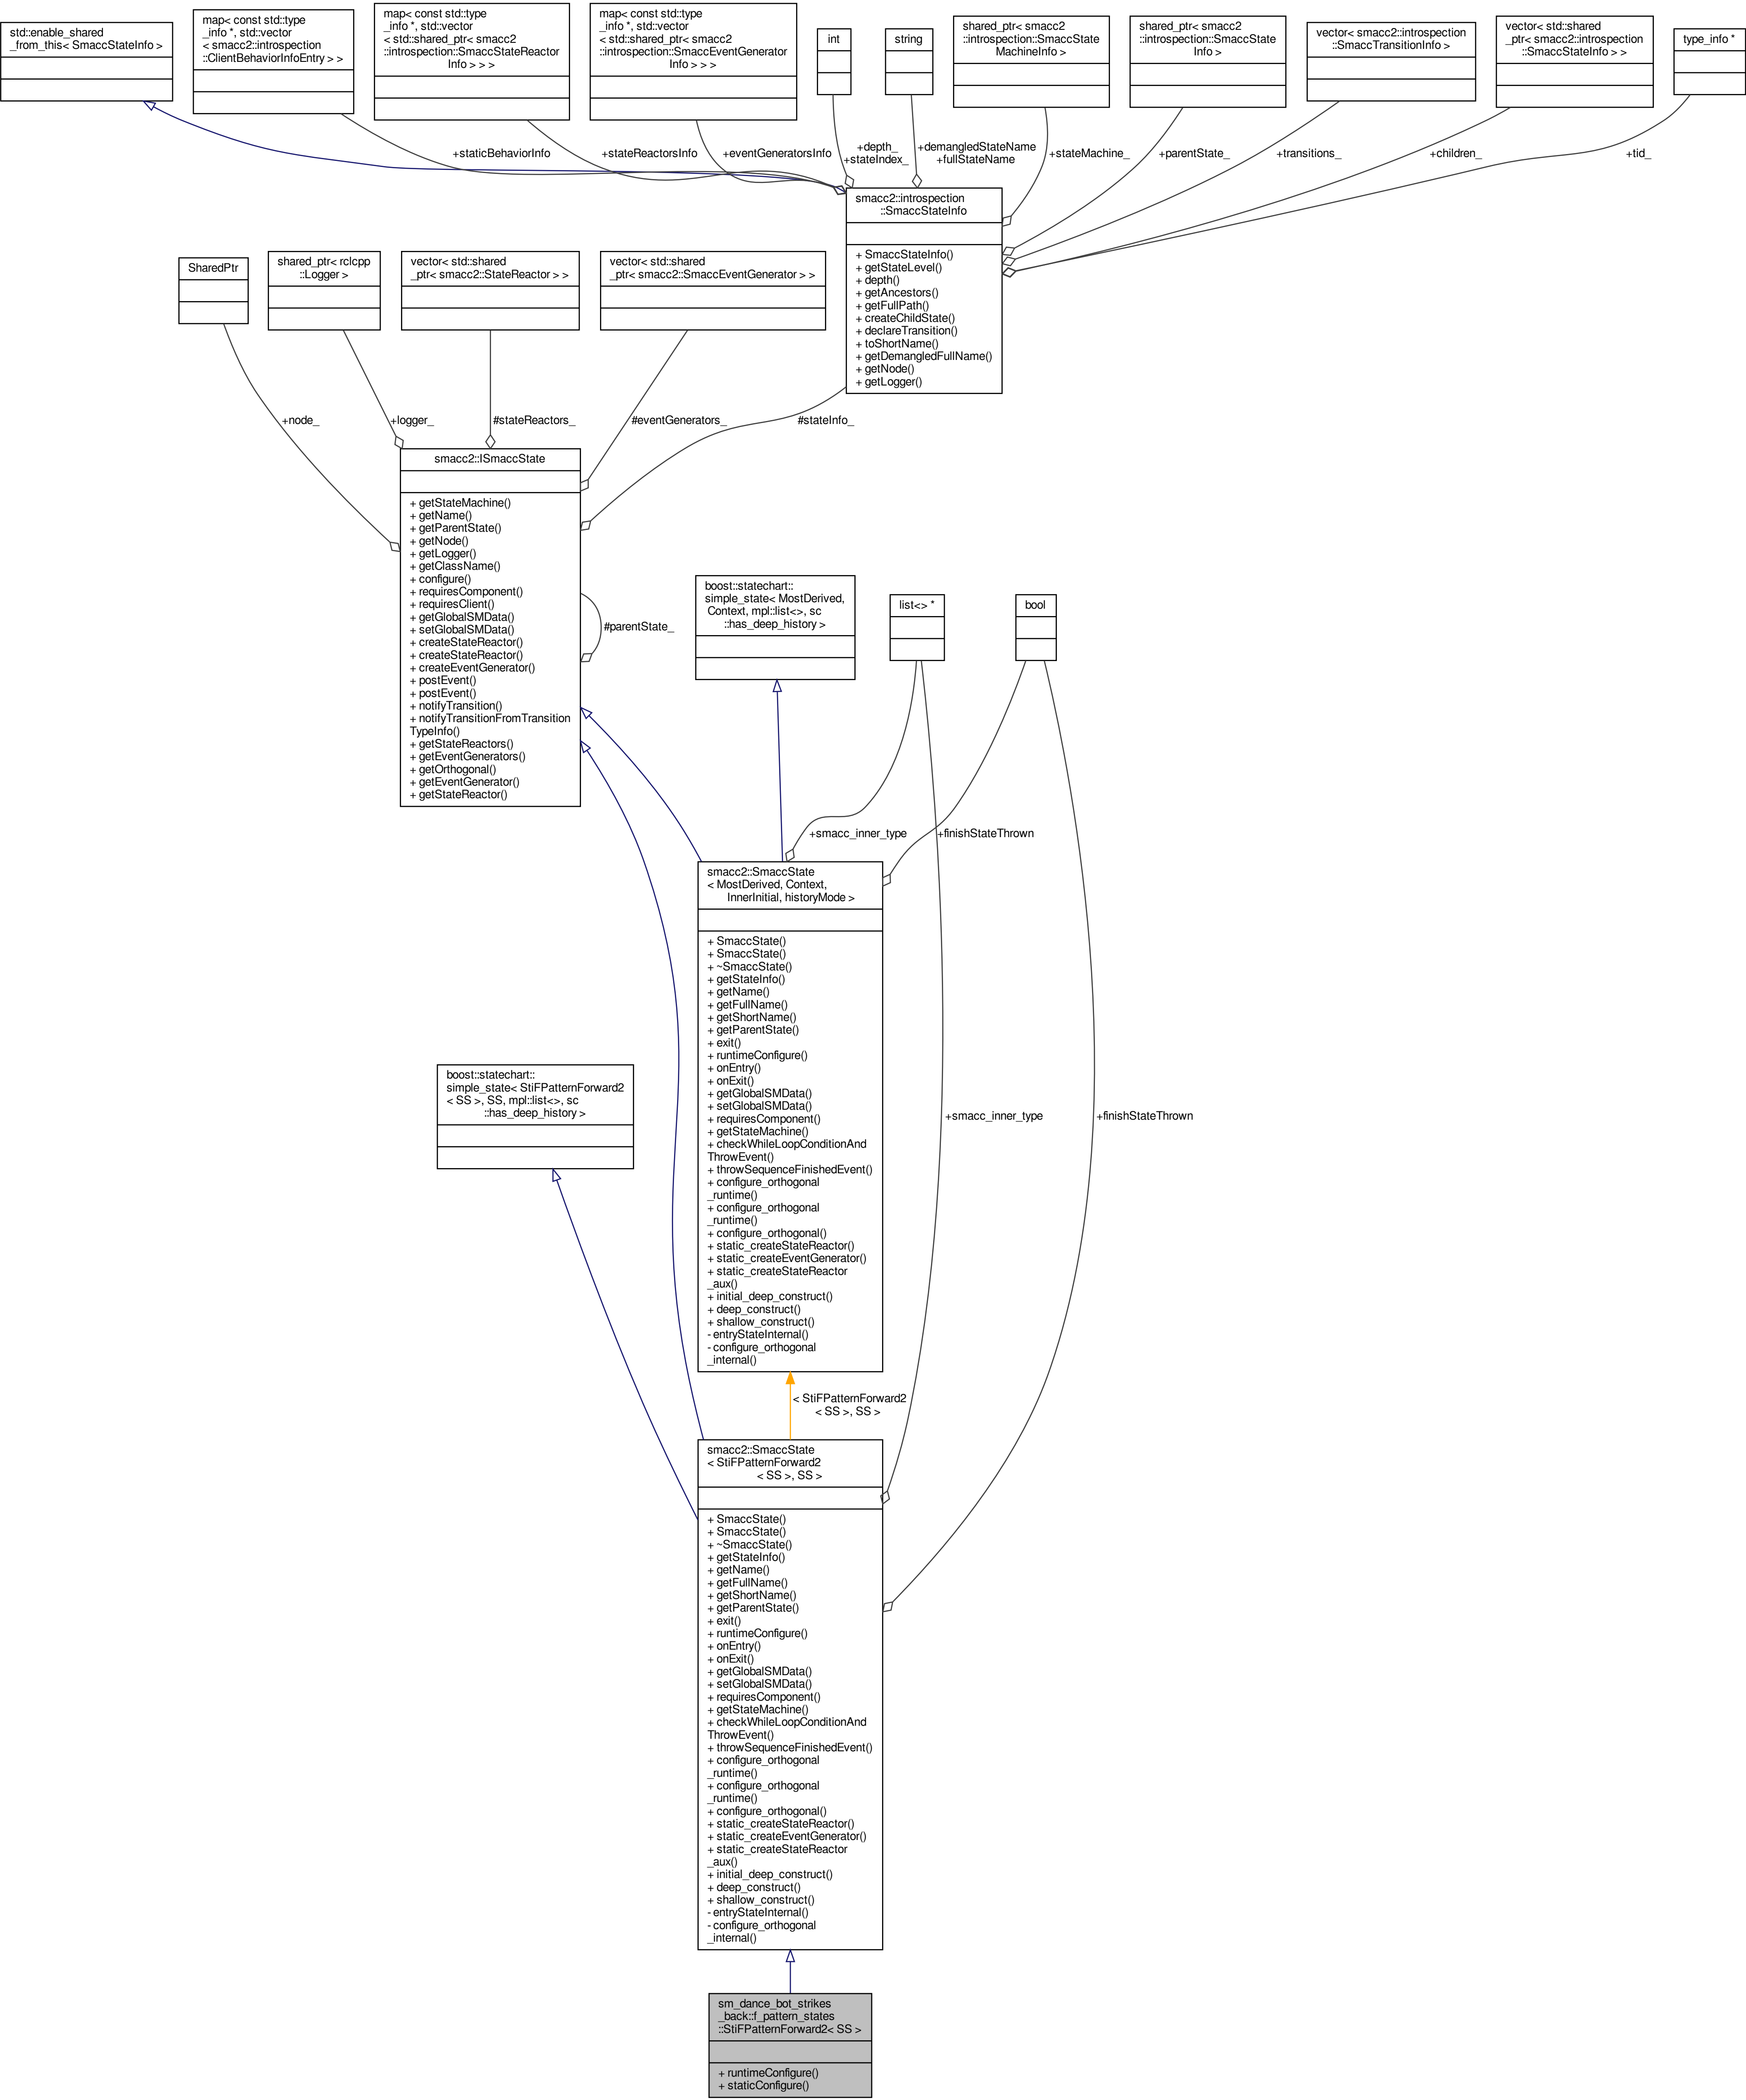 std::enable_shared
_from_this< SmaccStateInfo >
map< const std::type
_info *, std::vector
< smacc2::introspection
::ClientBehaviorInfoEntry > >
map< const std::type
_info *, std::vector
< std::shared_ptr< smacc2
::introspection::SmaccStateReactor
Info > > >
map< const std::type
_info *, std::vector
< std::shared_ptr< smacc2
::introspection::SmaccEventGenerator
Info > > >
int
string
shared_ptr< smacc2
::introspection::SmaccState
MachineInfo >
shared_ptr< smacc2
::introspection::SmaccState
Info >
vector< smacc2::introspection
::SmaccTransitionInfo >
vector< std::shared
_ptr< smacc2::introspection
::SmaccStateInfo > >
type_info *
+staticBehaviorInfo
+stateReactorsInfo
+eventGeneratorsInfo
+depth_
+stateIndex_
+demangledStateName
+fullStateName
+stateMachine_
+parentState_
+transitions_
+children_
+tid_
smacc2::introspection
::SmaccStateInfo
+ SmaccStateInfo()
+ getStateLevel()
+ depth()
+ getAncestors()
+ getFullPath()
+ createChildState()
+ declareTransition()
+ toShortName()
+ getDemangledFullName()
+ getNode()
+ getLogger()
SharedPtr
shared_ptr< rclcpp
::Logger >
vector< std::shared
_ptr< smacc2::StateReactor > >
vector< std::shared
_ptr< smacc2::SmaccEventGenerator > >
+node_
+logger_
#stateReactors_
#eventGenerators_
#stateInfo_
smacc2::ISmaccState
+ getStateMachine()
+ getName()
+ getParentState()
+ getNode()
+ getLogger()
+ getClassName()
+ configure()
+ requiresComponent()
+ requiresClient()
+ getGlobalSMData()
+ setGlobalSMData()
+ createStateReactor()
+ createStateReactor()
+ createEventGenerator()
+ postEvent()
+ postEvent()
+ notifyTransition()
+ notifyTransitionFromTransition
TypeInfo()
+ getStateReactors()
+ getEventGenerators()
+ getOrthogonal()
+ getEventGenerator()
+ getStateReactor()
#parentState_
boost::statechart::
simple_state< MostDerived,
Context, mpl::list<>, sc
::has_deep_history >
list<> *
bool
+smacc_inner_type
+finishStateThrown
smacc2::SmaccState
< MostDerived, Context,
InnerInitial, historyMode >
+ SmaccState()
+ SmaccState()
+ ~SmaccState()
+ getStateInfo()
+ getName()
+ getFullName()
+ getShortName()
+ getParentState()
+ exit()
+ runtimeConfigure()
+ onEntry()
+ onExit()
+ getGlobalSMData()
+ setGlobalSMData()
+ requiresComponent()
+ getStateMachine()
+ checkWhileLoopConditionAnd
ThrowEvent()
+ throwSequenceFinishedEvent()
+ configure_orthogonal
_runtime()
+ configure_orthogonal
_runtime()
+ configure_orthogonal()
+ static_createStateReactor()
+ static_createEventGenerator()
+ static_createStateReactor
_aux()
+ initial_deep_construct()
+ deep_construct()
+ shallow_construct()
- entryStateInternal()
- configure_orthogonal
_internal()
boost::statechart::
simple_state< StiFPatternForward2
< SS >, SS, mpl::list<>, sc
::has_deep_history >
+smacc_inner_type
+finishStateThrown
< StiFPatternForward2
< SS >, SS >
smacc2::SmaccState
< StiFPatternForward2
< SS >, SS >
+ SmaccState()
+ SmaccState()
+ ~SmaccState()
+ getStateInfo()
+ getName()
+ getFullName()
+ getShortName()
+ getParentState()
+ exit()
+ runtimeConfigure()
+ onEntry()
+ onExit()
+ getGlobalSMData()
+ setGlobalSMData()
+ requiresComponent()
+ getStateMachine()
+ checkWhileLoopConditionAnd
ThrowEvent()
+ throwSequenceFinishedEvent()
+ configure_orthogonal
_runtime()
+ configure_orthogonal
_runtime()
+ configure_orthogonal()
+ static_createStateReactor()
+ static_createEventGenerator()
+ static_createStateReactor
_aux()
+ initial_deep_construct()
+ deep_construct()
+ shallow_construct()
- entryStateInternal()
- configure_orthogonal
_internal()
sm_dance_bot_strikes
_back::f_pattern_states
::StiFPatternForward2< SS >
+ runtimeConfigure()
+ staticConfigure()